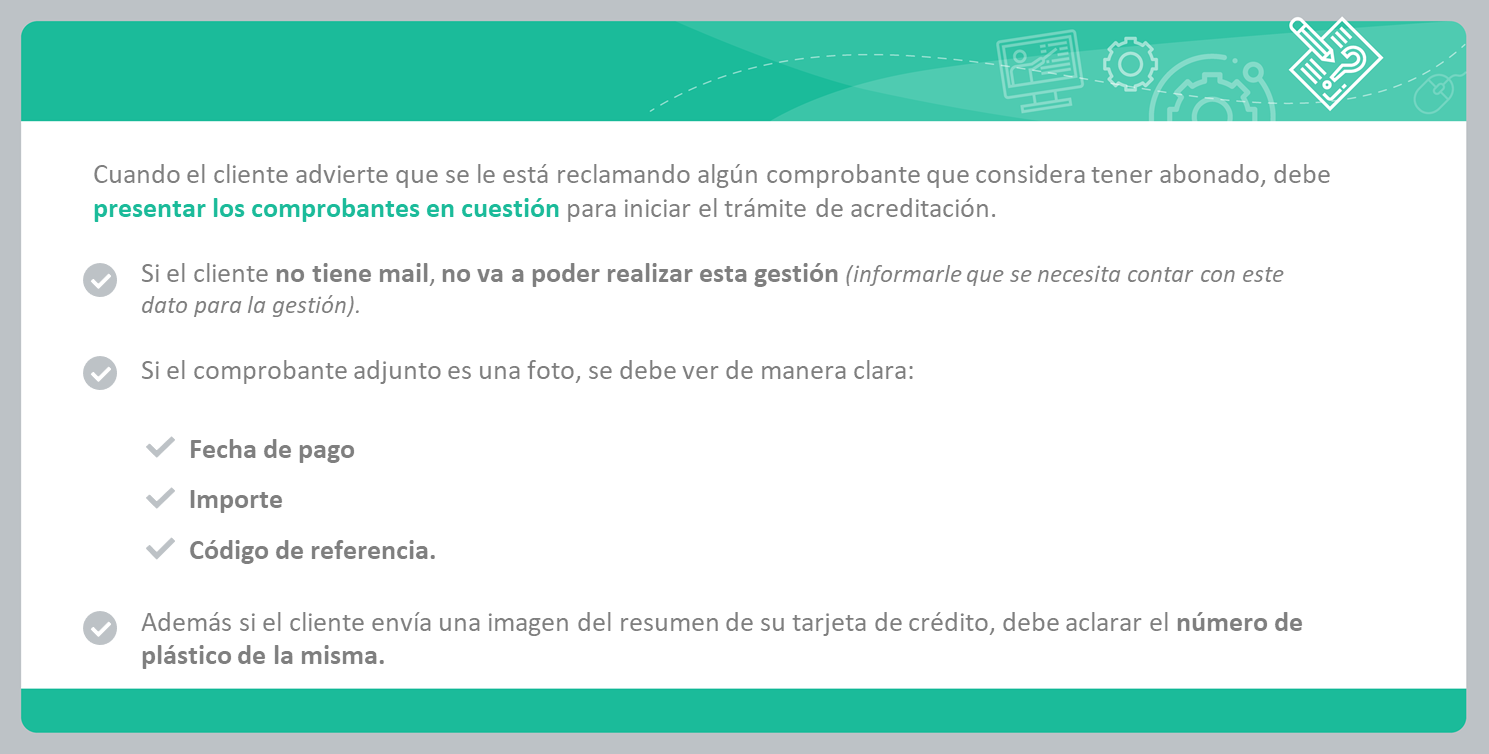 Cuando el cliente advierte que se le está reclamando algún comprobante que considera tener abonado, debe
presentar los comprobantes en cuestión para iniciar el trámite de acreditación.
Si el cliente no tiene mail, no va a poder realizar esta gestión (informarle que se necesita contar con este
dato para la gestión).
Si el comprobante adjunto es una foto, se debe ver de manera clara:
Fecha de pago
Importe
Código de referencia.
Además si el cliente envía una imagen del resumen de su tarjeta de crédito, debe aclarar el número de
plástico de la misma.